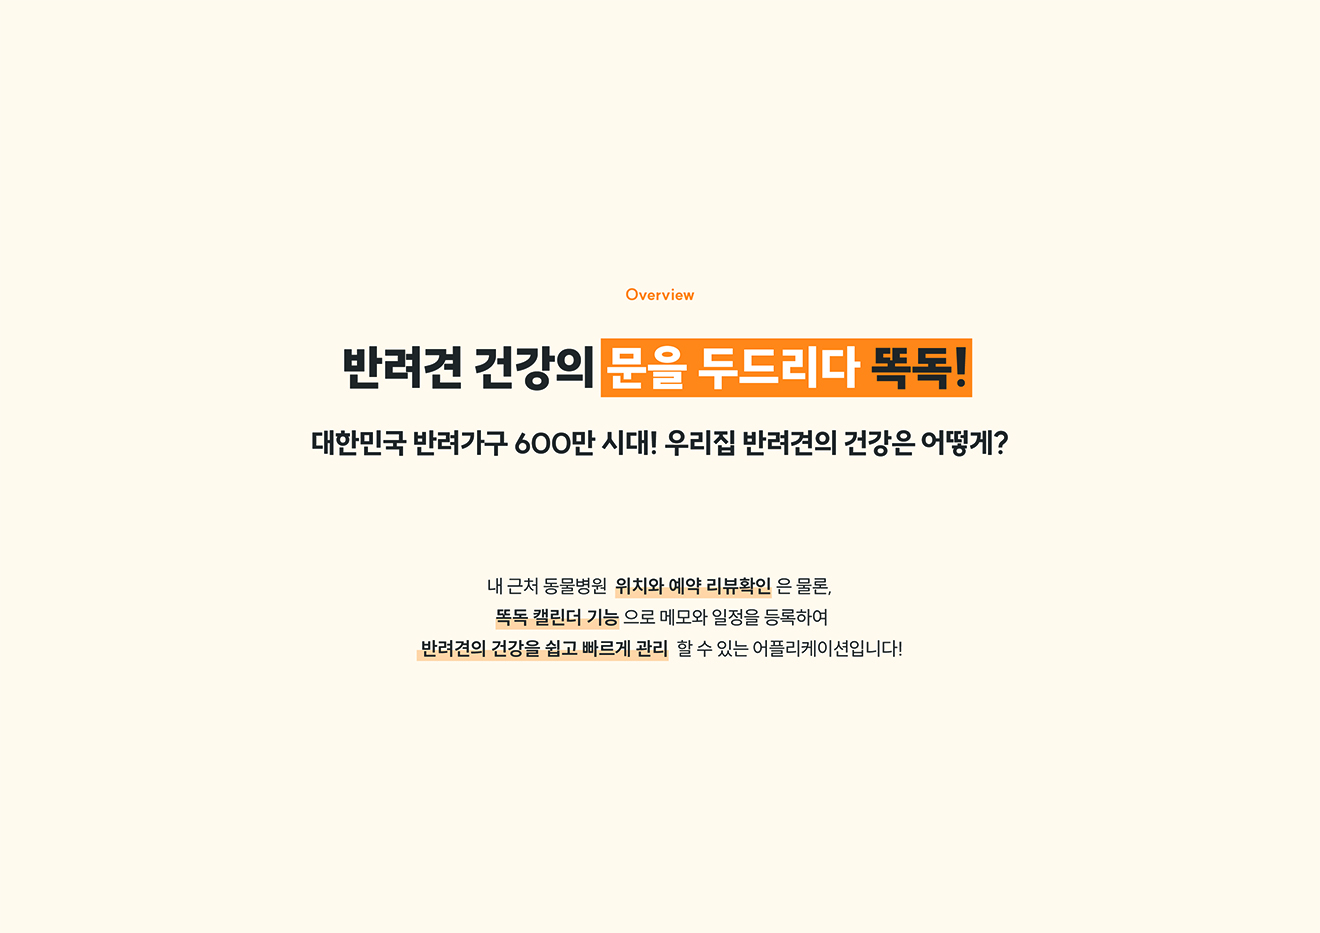 Overview
반려견 건강의 문을 두드리다 똑독!
대한민국 반려가구 600만 시대! 우리집 반려견의 건강은 어떻게?
내 근처 동물병원 위치와 예약 리뷰확인 은 물론,
똑독 캘린더 기능 으로 메모와 일정을 등록하여
반려견의 건강을 쉽고 빠르게 관리 할 수 있는 어플리케이션입니다!